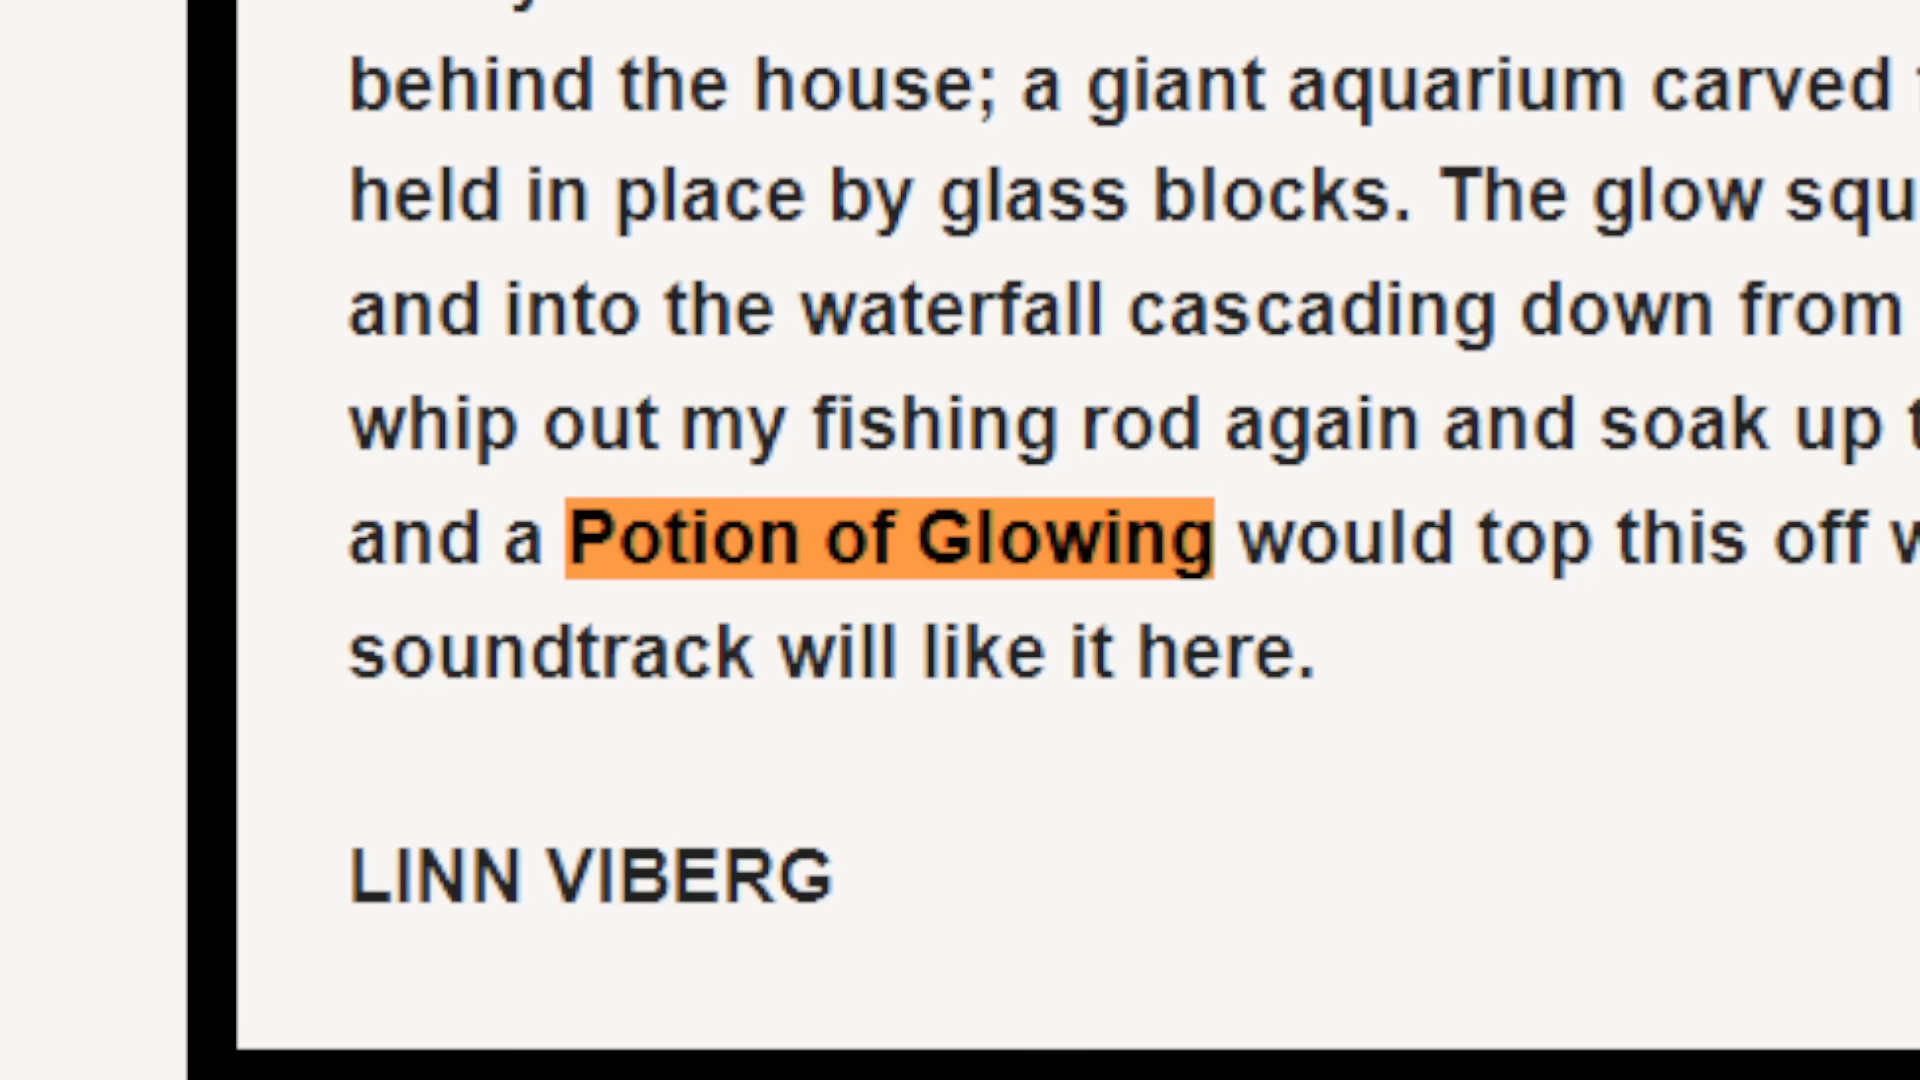 behind the house; a giant aquarium carved
held in place by glass blocks. The glow squ
and into the waterfall cascading down from
whip out my fishing rod again and soak up
and a Potion of Glowing would top this off
soundtrack will like it here.
LINN VIBERG